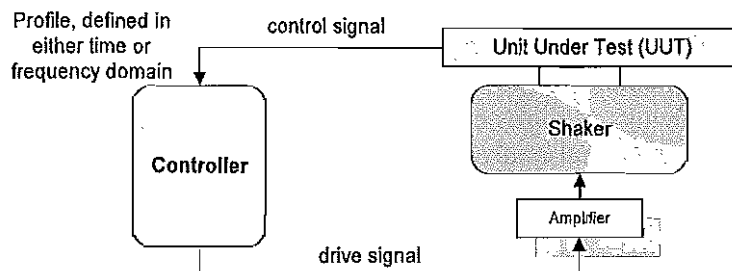 Profile, defined in
either time or
frequency domain
control signal
Unit Under Test (UUT)
Shaker
Controller
Amplifier
drive signal